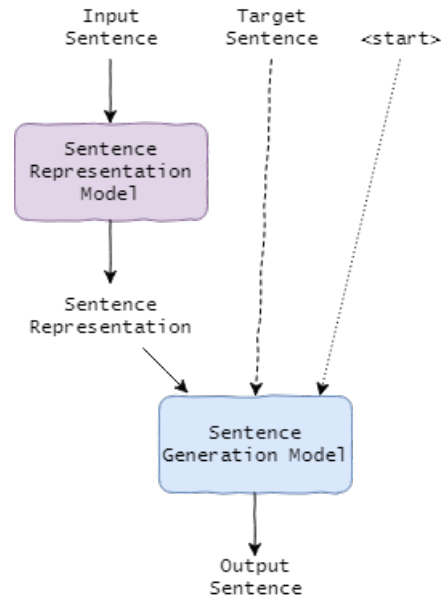 Input
Sentence
Target
Sentence
<start>
Sentence
Representation
Model
Sentence
Representation
Sentence
Generation Model
Output
Sentence